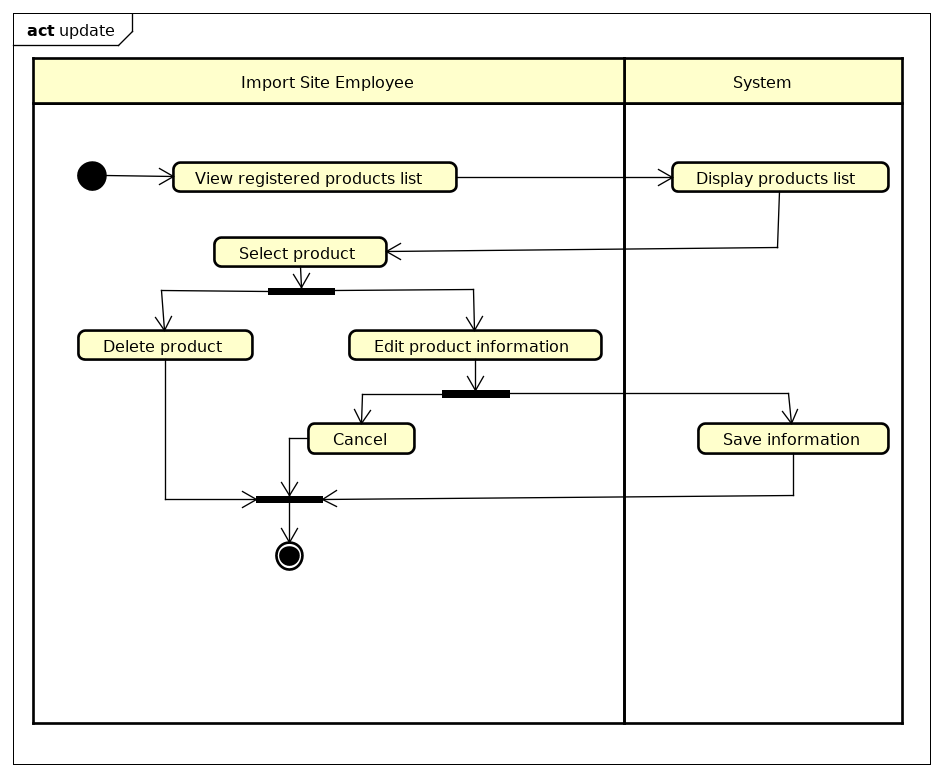 act update
Import Site Employee
System
View registered products list
Display products list
Select product
Delete product
Edit product information
Cancel
Save information